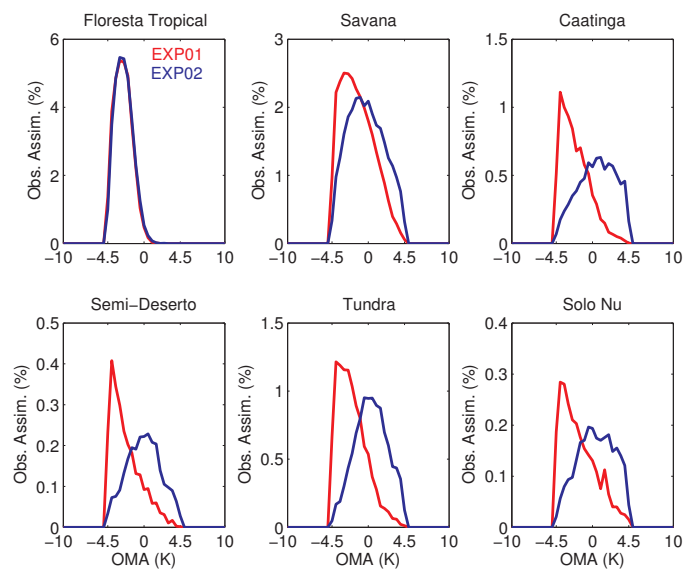 Floresta Tropical
Savana
Caatinga
EXP01
EXP02
Obs. Assim. (%)
6
4
2
0
−10 −4.5 0 4.5 10
Obs. Assim. (%)
3
2
1
0
−10 −4.5 0 4.5 10
Obs. Assim. (%)
1.5
1
0.5
0
−10 −4.5 0 4.5 10
Semi−Deserto
Tundra
Solo Nu
Obs. Assim. (%)
0.5
0.4
0.3
0.2
0.1
0
−10 −4.5 0 4.5 10
OMA (K)
Obs. Assim. (%)
1.5
1
0.5
0
−10 −4.5 0 4.5 10
OMA (K)
Obs. Assim. (%)
0.4
0.3
0.2
0.1
0
−10 −4.5 0 4.5 10
OMA (K)